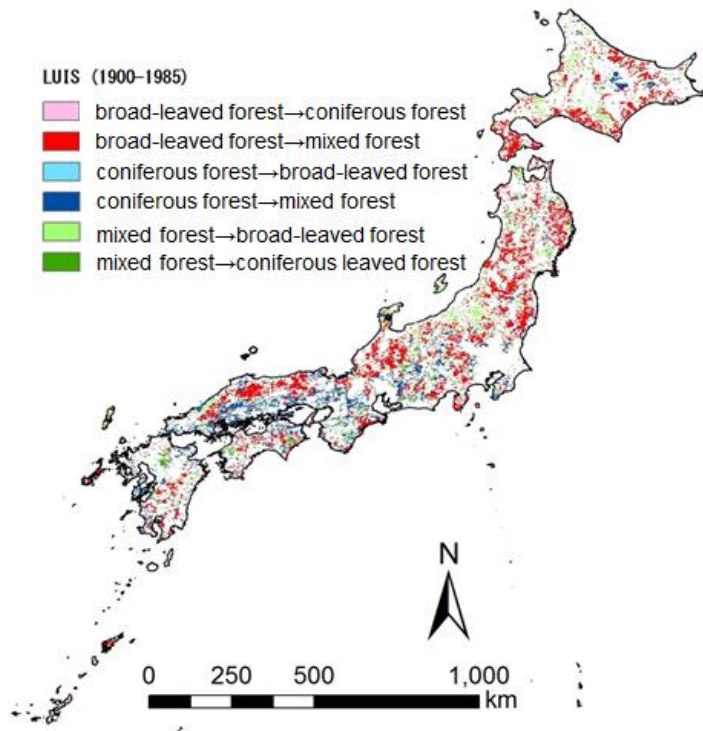 LUIS (1900-1985)
broad-leaved forest→coniferous forest
broad-leaved forest→mixed forest
coniferous forest→broad-leaved forest
coniferous forest→mixed forest
mixed forest→broad-leaved forest
mixed forest→coniferous leaved forest
N
0 250 500 1,000
km